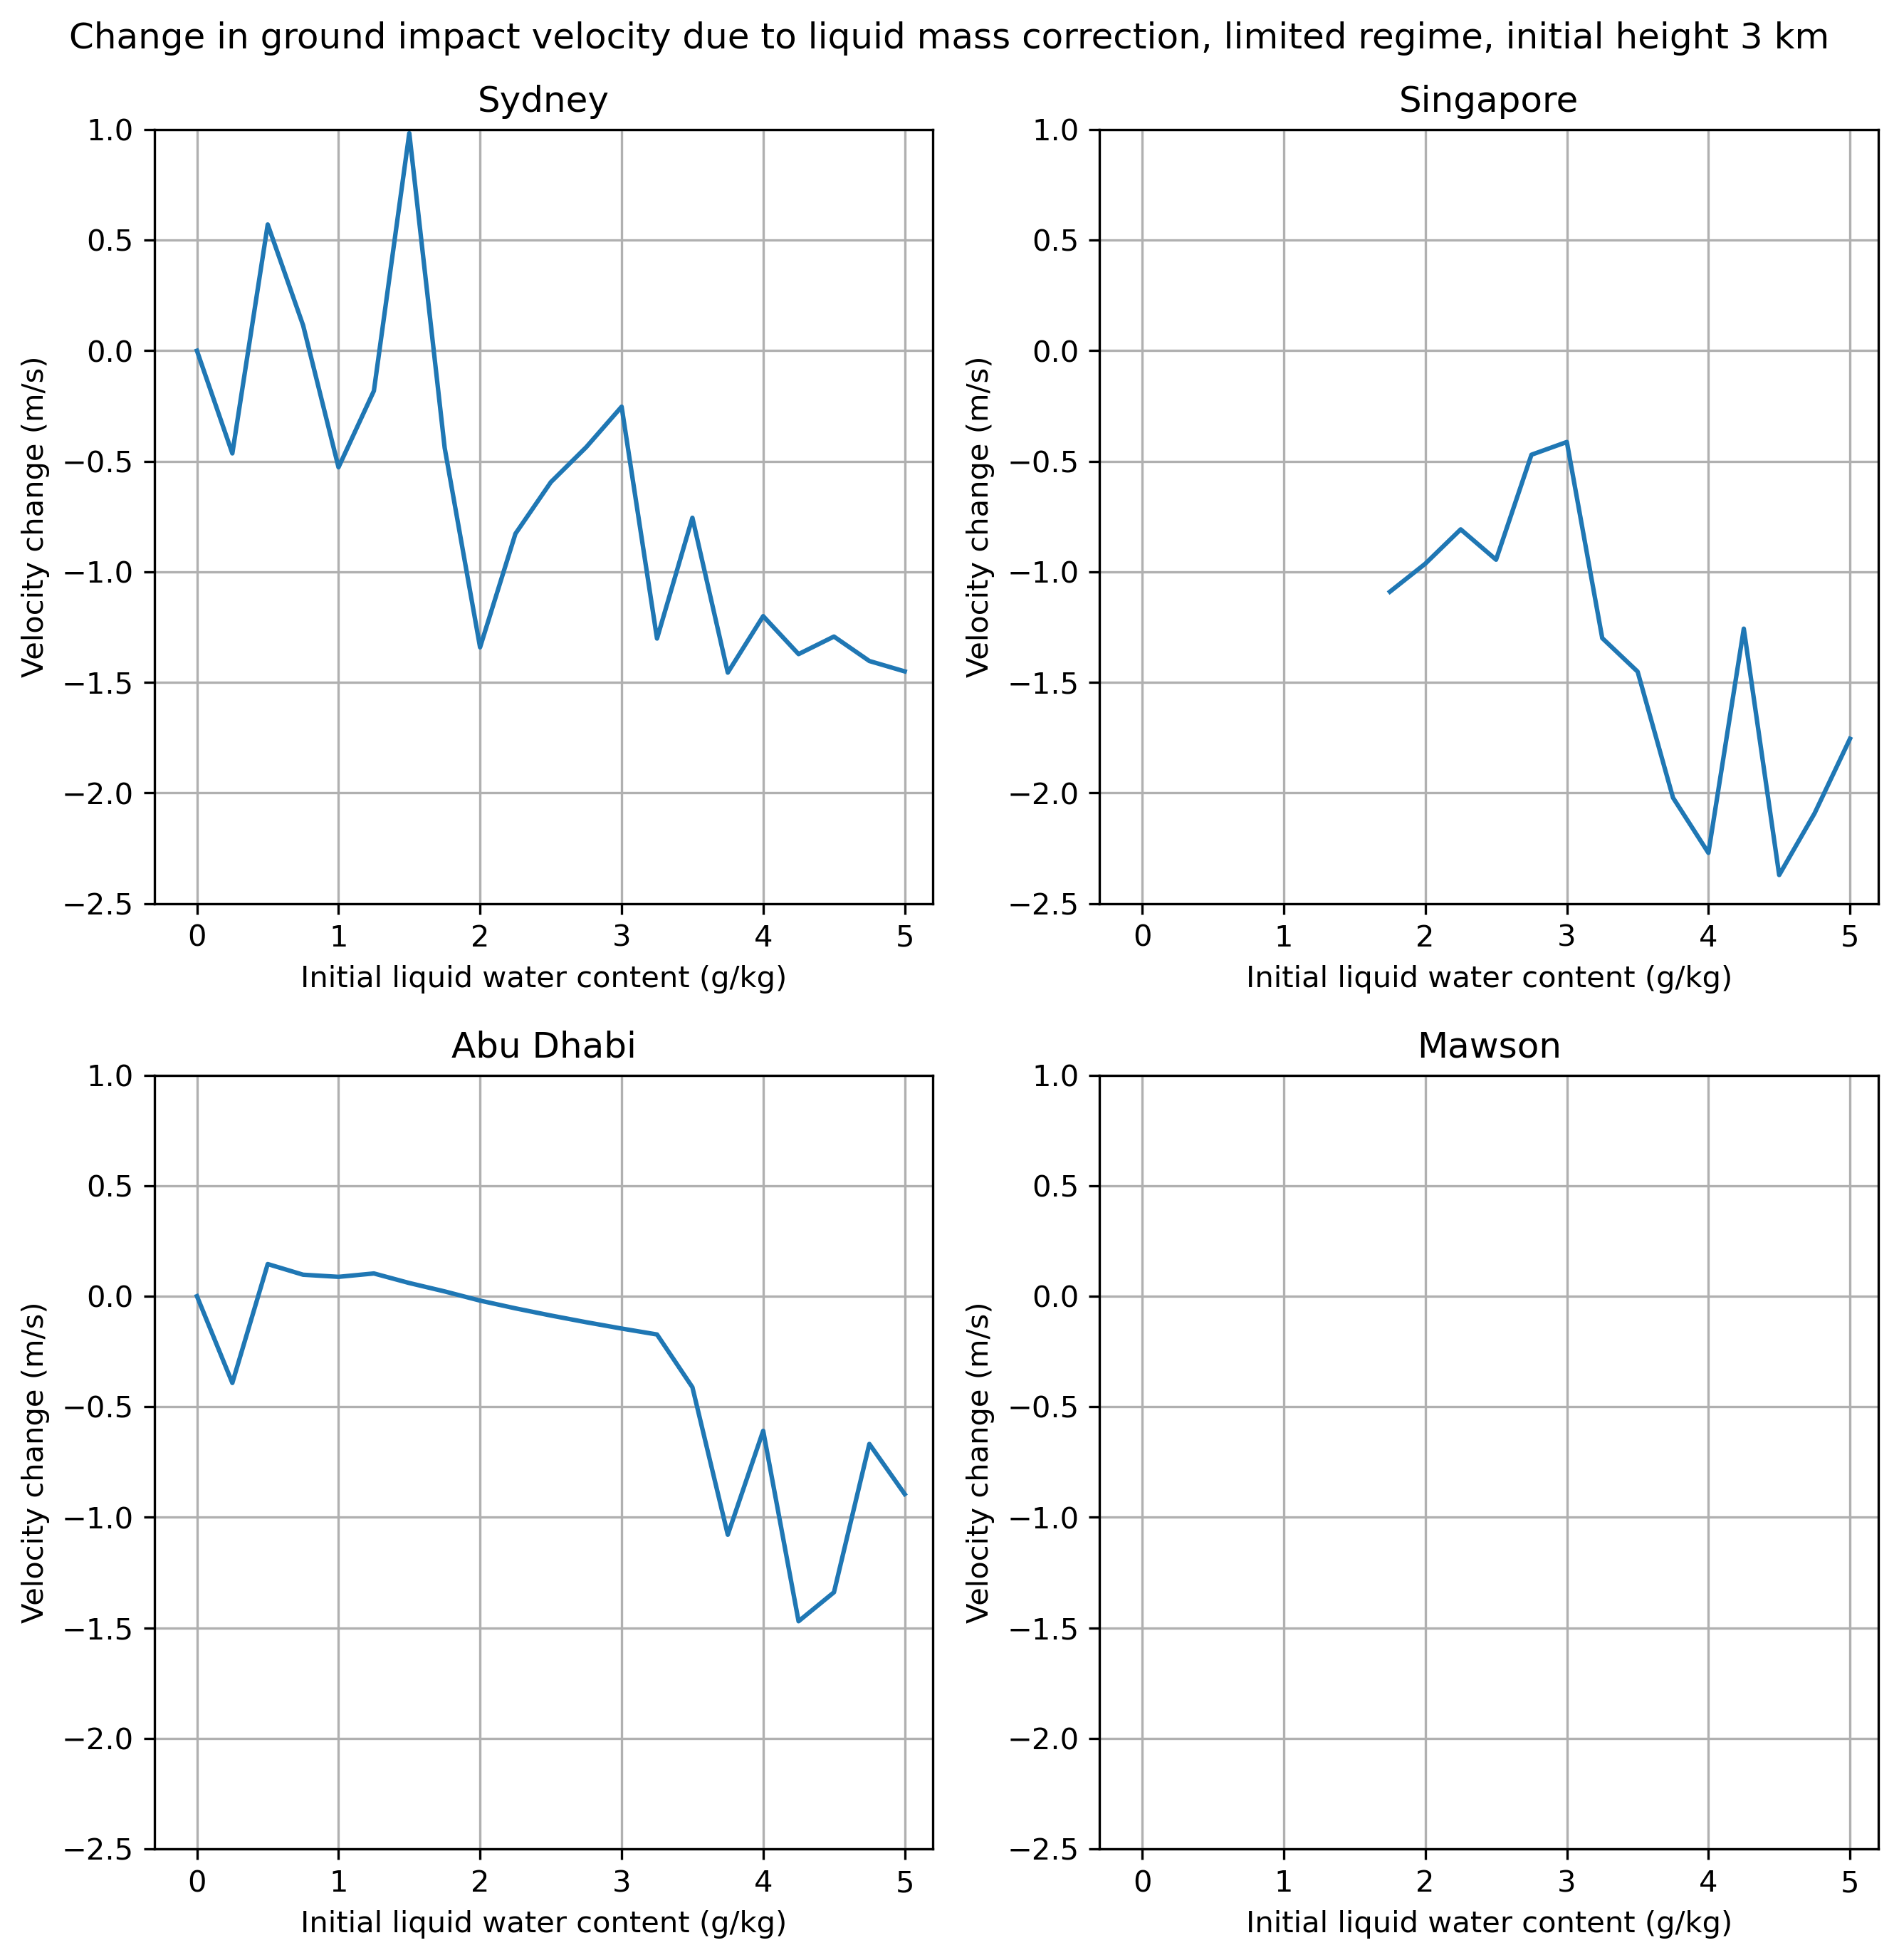 Change in ground impact velocity due to liquid mass correction, limited regime, initial height 3 km
Sydney
1.0
0.5
0.0
−0.5
−1.0
−1.5
−2.0
−2.5
Velocity change (m/s)
0 1 2 3 4 5
Initial liquid water content (g/kg)
Singapore
1.0
0.5
0.0
−0.5
−1.0
−1.5
−2.0
−2.5
Velocity change (m/s)
0 1 2 3 4 5
Initial liquid water content (g/kg)
Abu Dhabi
1.0
0.5
0.0
−0.5
−1.0
−1.5
−2.0
−2.5
Velocity change (m/s)
0 1 2 3 4 5
Initial liquid water content (g/kg)
Mawson
1.0
0.5
0.0
−0.5
−1.0
−1.5
−2.0
−2.5
Velocity change (m/s)
0 1 2 3 4 5
Initial liquid water content (g/kg)